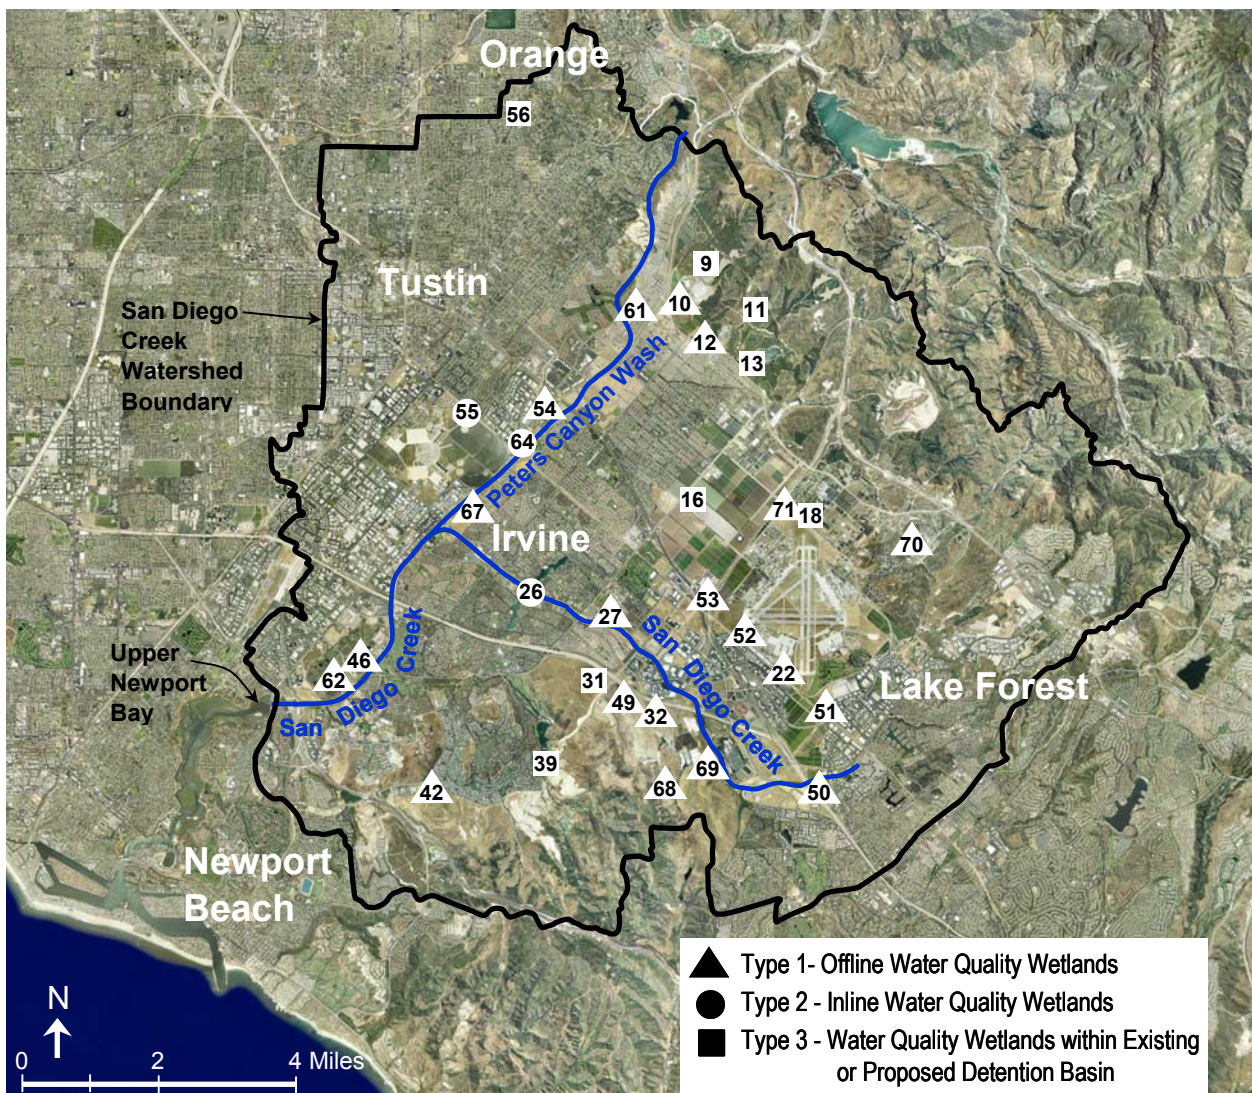 Orange
56
Tustin
San Diego
Creek
Watershed
Boundary
9
10
11
61
12
13
Peters Canyon Wash
54
55
64
67
16
71
18
70
Irvine
26
27
53
52
22
San Diego Creek
Lake Forest
51
Upper
Newport
Bay
46
62
San Diego Creek
31
49
32
39
42
68
69
50
Newport
Beach
N
0 2 4 Miles
Type 1- Offline Water Quality Wetlands
Type 2 - Inline Water Quality Wetlands
Type 3 - Water Quality Wetlands within Existing
or Proposed Detention Basin